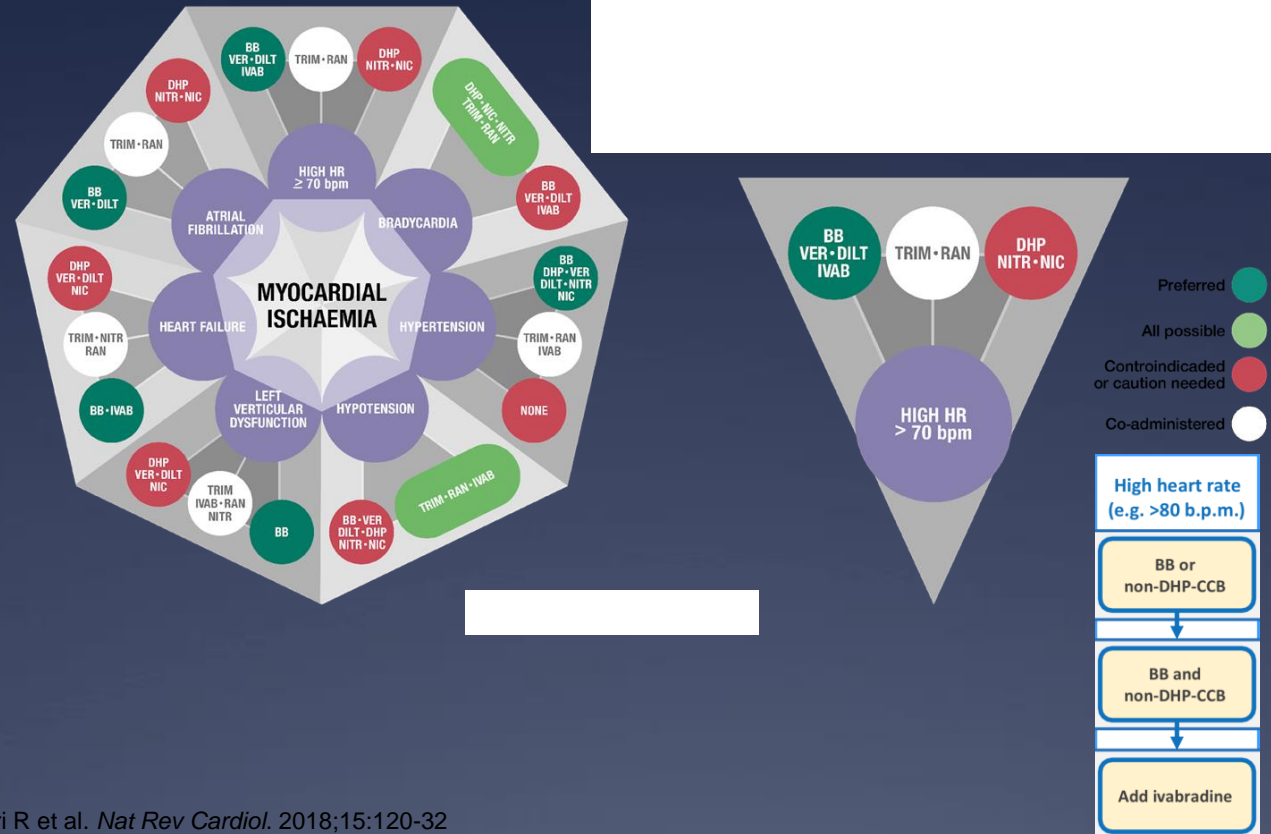 BB
VER•DILT
IVAB
TRIM•RAN
DHP
NITR•NIC
HIGH HR
≥ 70 bpm
DHP•NIC•NITR
TRIM•RAN
BB
VER•DILT
IVAB
BRADYCARDIA
BB
DHP•VER
DILT•NITR
NIC
TRIM•RAN
IVAB
NONE
HYPERTENSION
TRIM•RAN•IVAB
BB•VER
DILT•DHP
NITR•NIC
HYPOTENSION
BB
TRIM
IVAB•RAN
NITR
DHP
VER•DILT
NIC
LEFT
VERTICULAR
DYSFUNCTION
BB•IVAB
TRIM•NITR
RAN
DHP
VER•DILT
NIC
HEART FAILURE
BB
VER•DILT
TRIM•RAN
DHP
NITR•NIC
ATRIAL
FIBRILLATION
MYOCARDIAL
ISCHAEMIA
BB
VER•DILT
IVAB
TRIM•RAN
DHP
NITR•NIC
HIGH HR
> 70 bpm
Preferred
All possible
Controindicaded
or caution needed
Co-administered
High heart rate
(e.g. >80 b.p.m.)
BB or
non-DHP-CCB
BB and
non-DHP-CCB
Add ivabradine
ri R et al. Nat Rev Cardiol. 2018;15:120-32